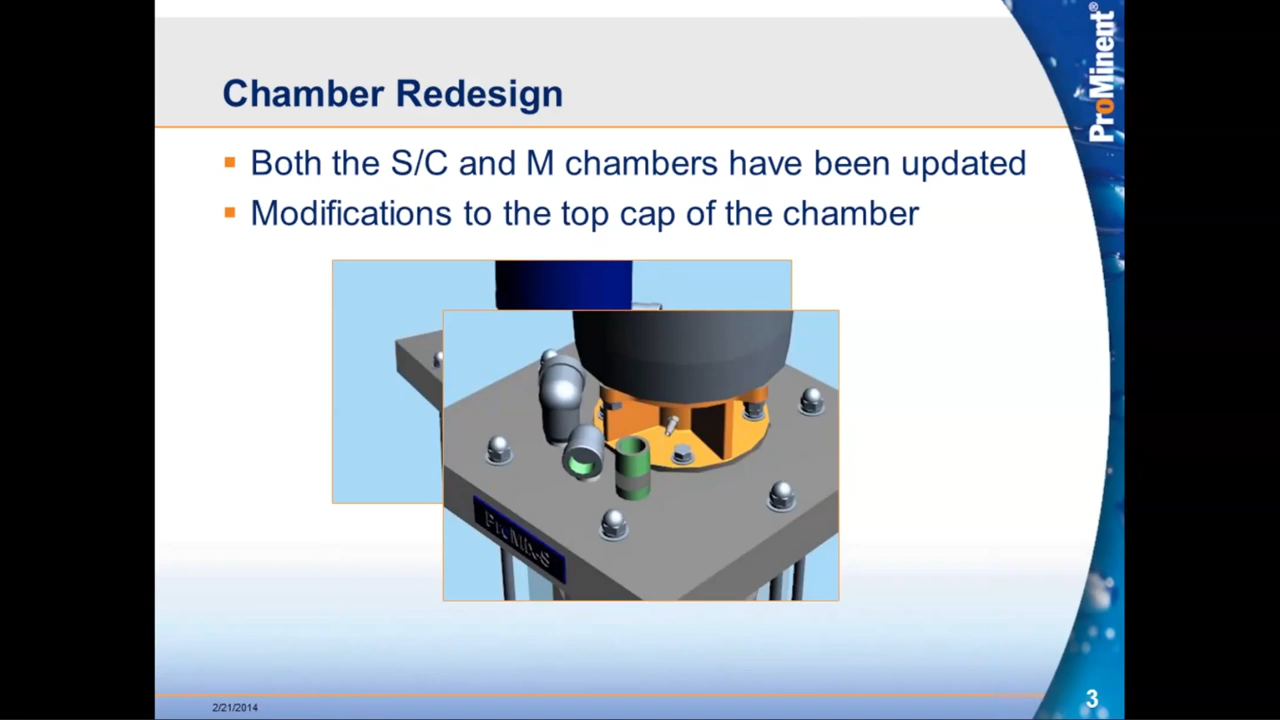 Chamber Redesign
Both the S/C and M chambers have been updated
Modifications to the top cap of the chamber
ProMIX-S
ProMinent®
2/21/2014
3